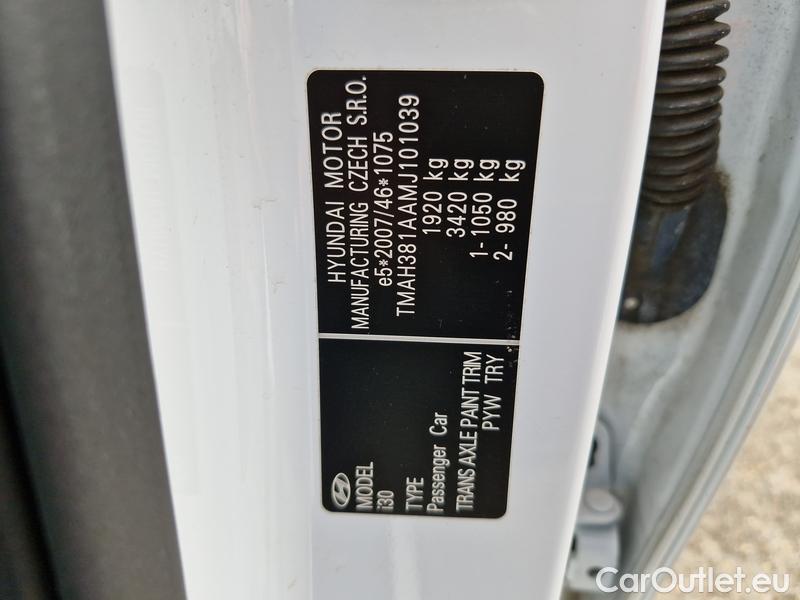 HYUNDAI MOTOR
MANUFACTURING CZECH S.R.O.
e5*2007/46*1075
TMAH381AAMJ101039
1920 kg
3420 kg
1- 1050 kg
2- 980 kg
MODEL
i30
TYPE
Passenger Car
TRANS AXLE PAINT TRIM
PYW TRY
CarOutlet.eu